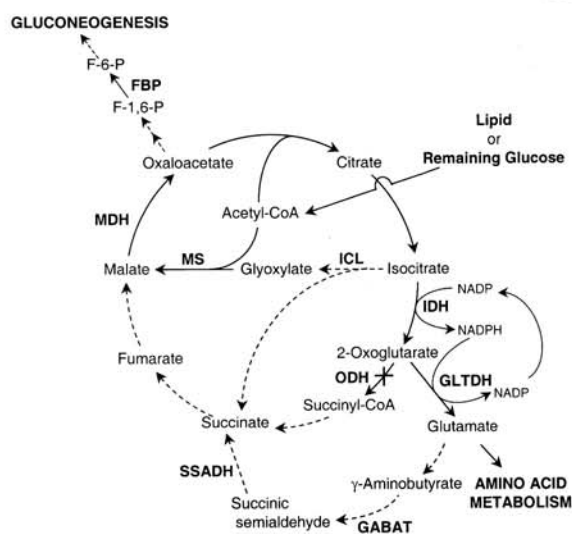 GLUCONEOGENESIS
F-6-P
FBP
F-1,6-P
Lipid
or
Remaining Glucose
Oxaloacetate
Citrate
Acetyl-CoA
MDH
MS
ICL
Malate
Glyoxylate
Isocitrate
NADP
IDH
NADPH
Fumarate
2-Oxoglutarate
ODH
GLTDH
NADP
Succinyl-CoA
Succinate
Glutamate
SSADH
γ-Aminobutyrate
AMINO ACID
METABOLISM
Succinic
semialdehyde
GABAT